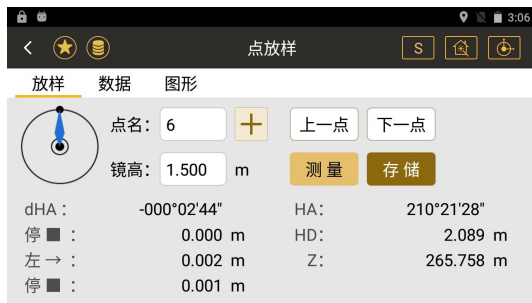 3:06
点放样
S
放样 数据 图形
点名: 6 + 上一点 下一点
镜高: 1.500 m 测量 存储
dHA: -000°02'44" HA: 210°21'28"
停■: 0.000 m HD: 2.089 m
左→: 0.002 m Z: 265.758 m
停■: 0.001 m